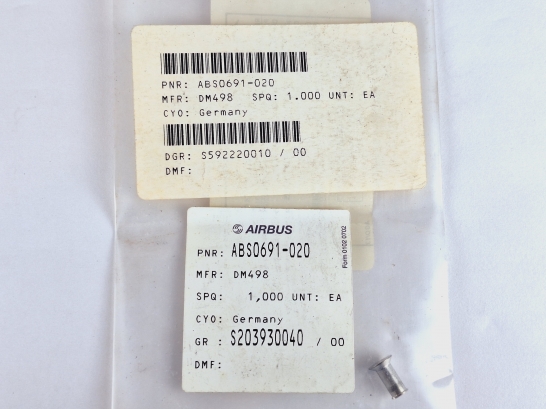 PNR: ABS0691-020
MFR: DM498 SPQ: 1.000 UNT: EA
CYO: Germany
DGR: S592220010 / 00
DMF:
AIRBUS
PNR: ABS0691-020
MFR: DM498
SPQ: 1,000 UNT: EA
CYO: Germany
GR : S203930040 / 00
DMF:
Form 0102 0702